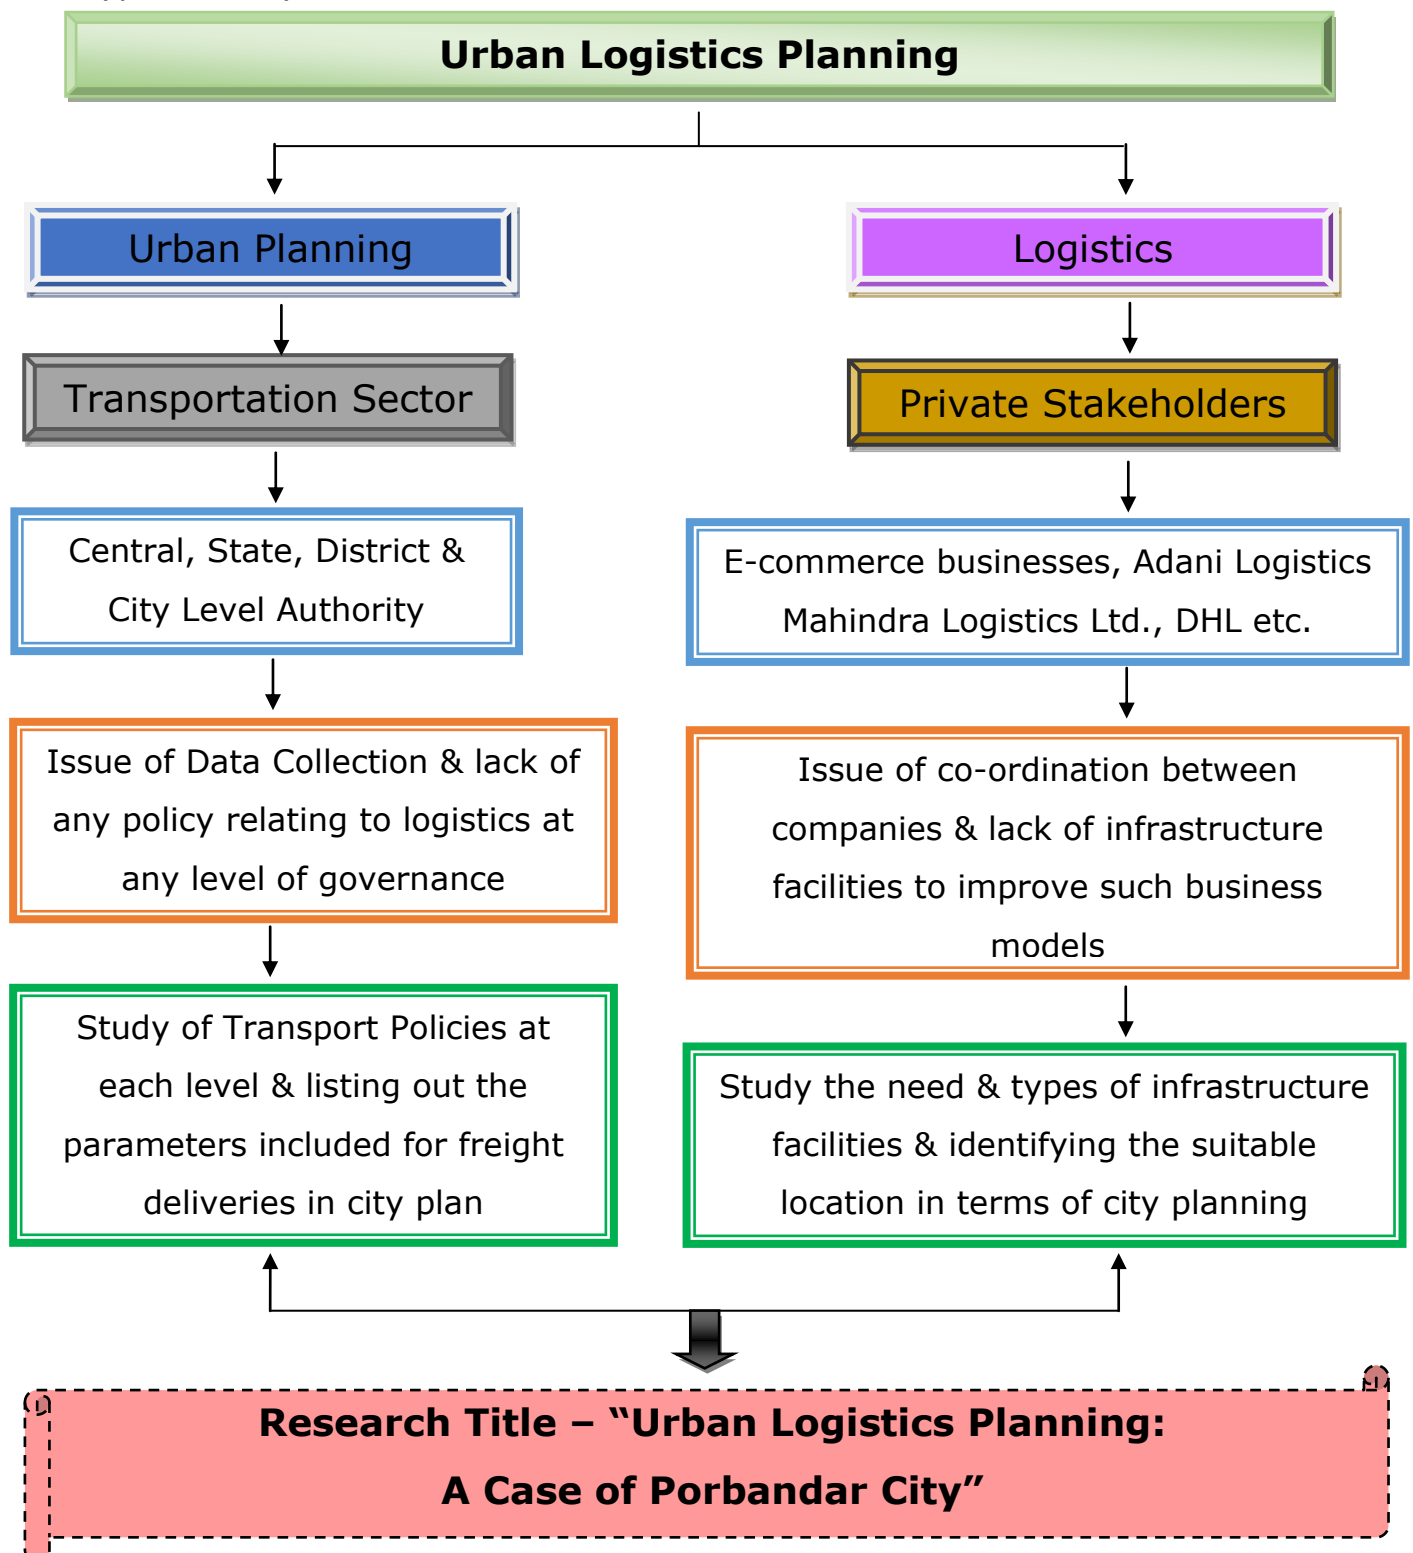 Urban Logistics Planning
Urban Planning
Logistics
Transportation Sector
Private Stakeholders
Central, State, District &
City Level Authority
E-commerce businesses, Adani Logistics
Mahindra Logistics Ltd., DHL etc.
Issue of Data Collection & lack of
any policy relating to logistics at
any level of governance
Issue of co-ordination between
companies & lack of infrastructure
facilities to improve such business
models
Study of Transport Policies at
each level & listing out the
parameters included for freight
deliveries in city plan
Study the need & types of infrastructure
facilities & identifying the suitable
location in terms of city planning
Research Title – “Urban Logistics Planning:
A Case of Porbandar City”